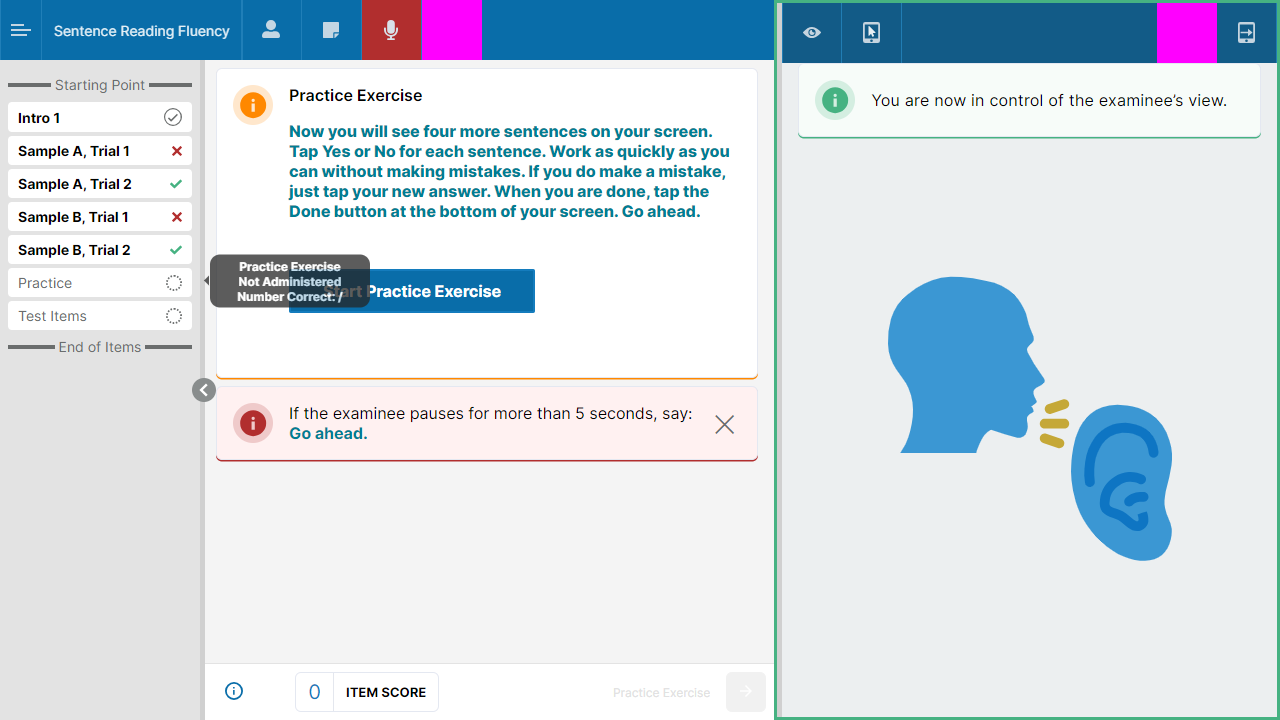 Sentence Reading Fluency
Starting Point
Intro 1
Sample A, Trial 1
Sample A, Trial 2
Sample B, Trial 1
Sample B, Trial 2
Practice
Test Items
End of Items
Practice Exercise
Now you will see four more sentences on your screen.
Tap Yes or No for each sentence. Work as quickly as you
can without making mistakes. If you do make a mistake,
just tap your new answer. When you are done, tap the
Done button at the bottom of your screen. Go ahead.
Practice Exercise
Not Administered
Number Correct: /
Start Practice Exercise
If the examinee pauses for more than 5 seconds, say:
Go ahead.
0 ITEM SCORE
Practice Exercise
You are now in control of the examinee’s view.